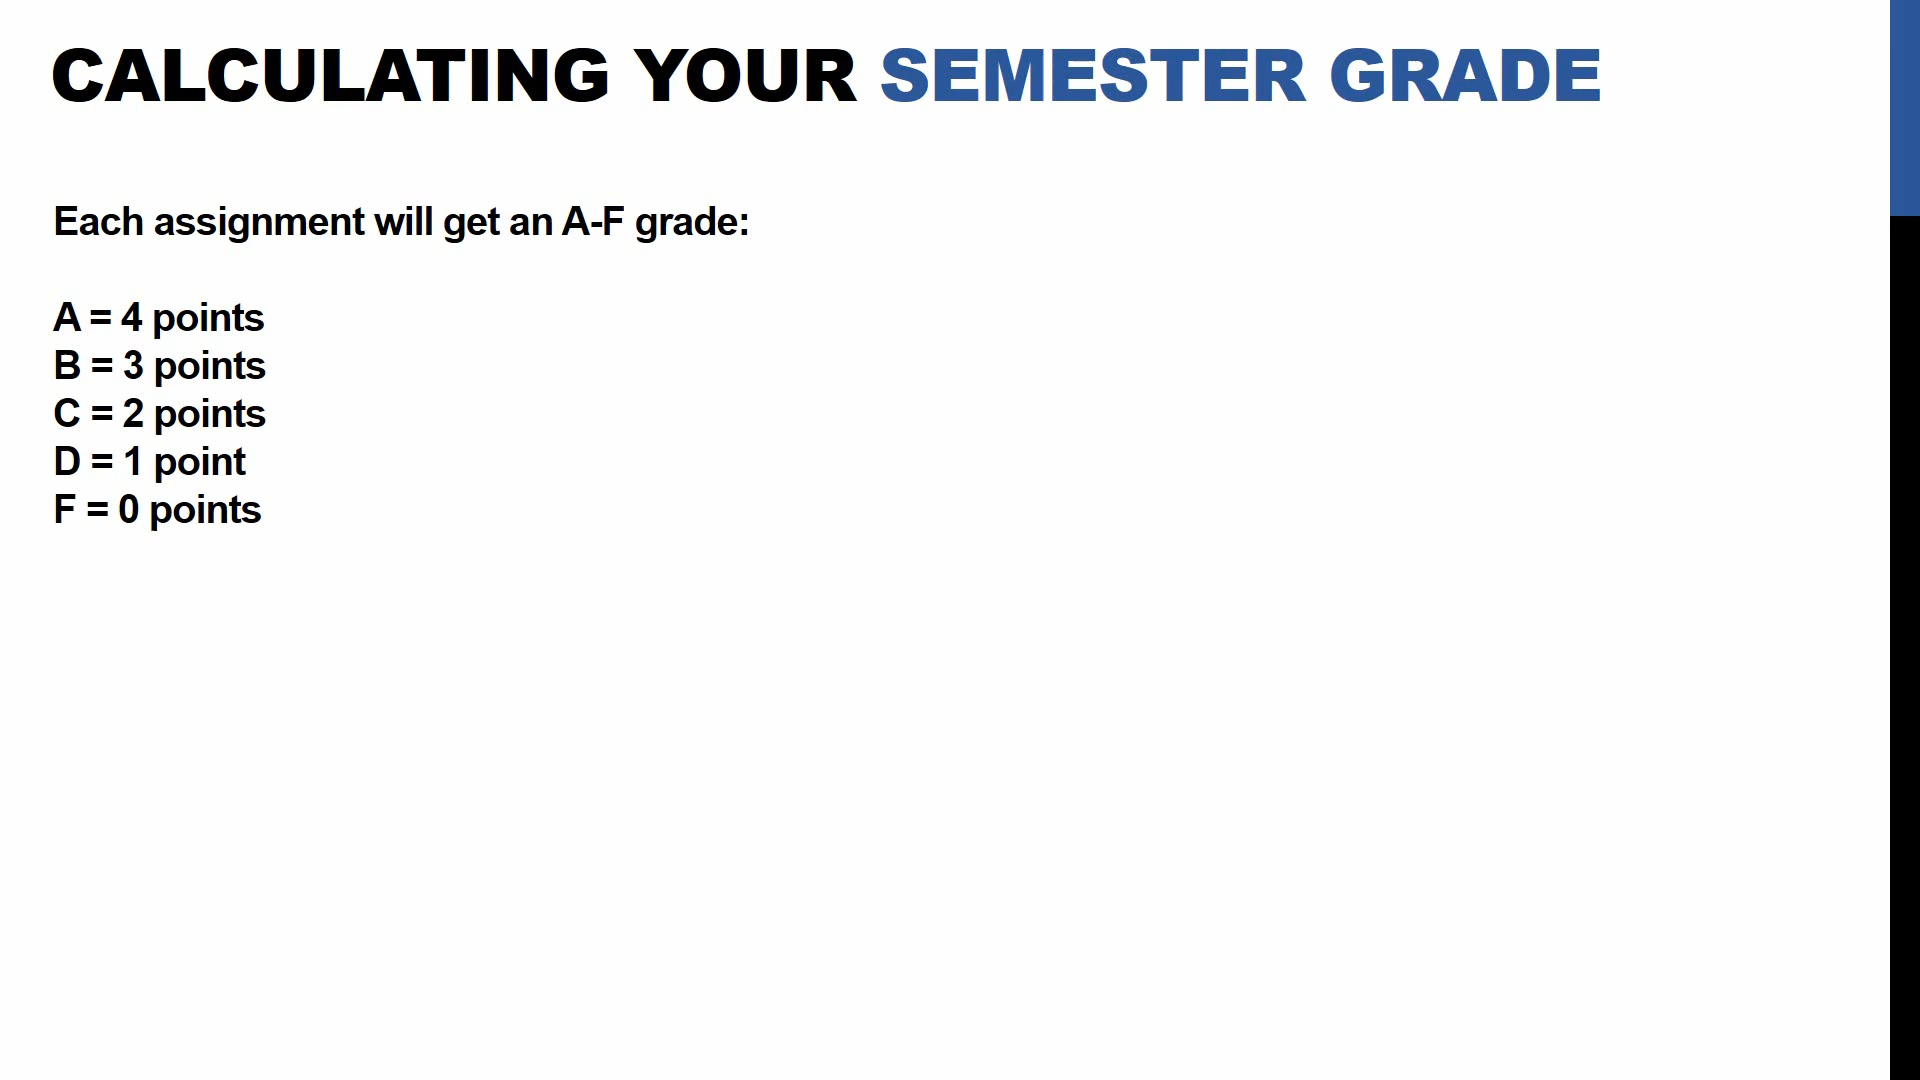 CALCULATING YOUR SEMESTER GRADE
Each assignment will get an A-F grade:
A = 4 points
B = 3 points
C = 2 points
D = 1 point
F = 0 points